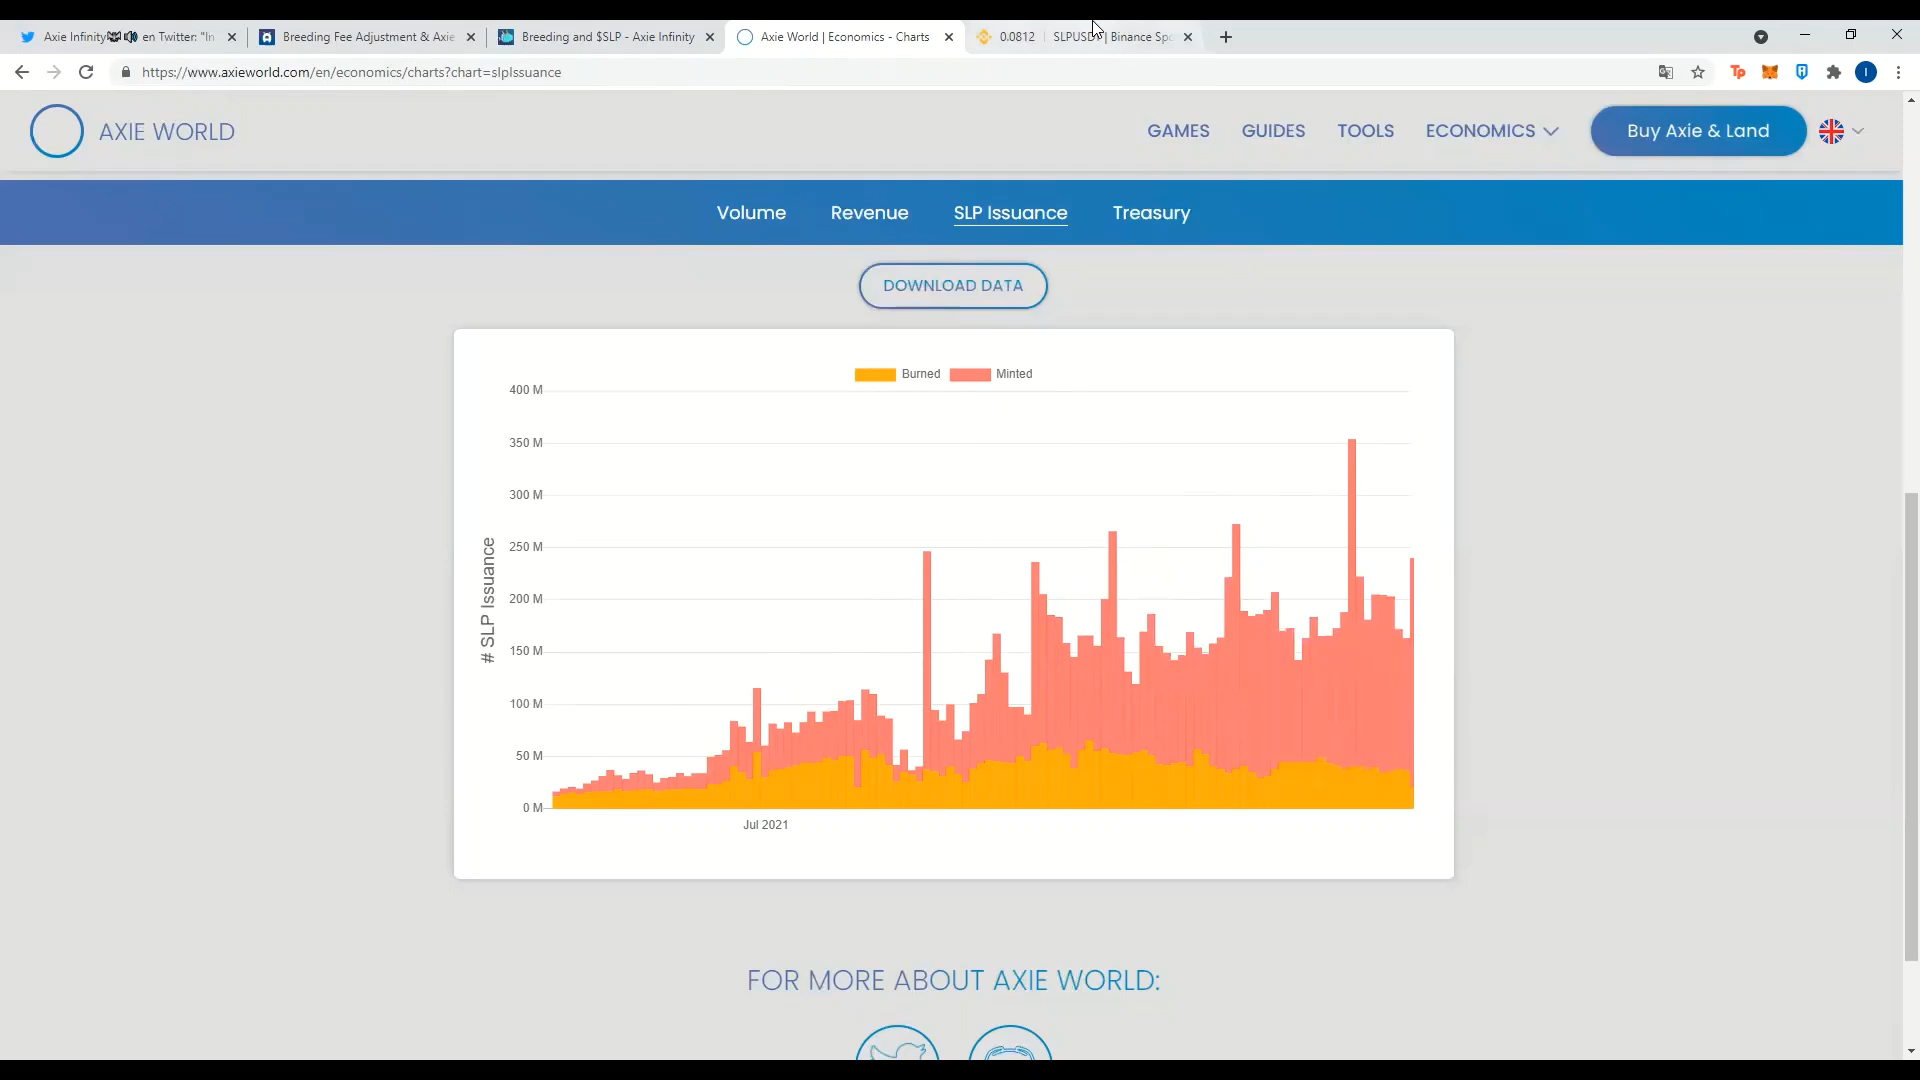 Axie Infinity en Twitter: "In
Breeding Fee Adjustment & Axie
Breeding and $SLP - Axie Infinity
Axie World | Economics - Charts
0.0812 | SLPUSD | Binance Spo
https://www.axieworld.com/en/economics/charts?chart=slpIssuance
Tp
I
AXIE WORLD
GAMES
GUIDES
TOOLS
ECONOMICS
Buy Axie & Land
Volume
Revenue
SLP Issuance
Treasury
DOWNLOAD DATA
Burned
Minted
400 M
350 M
300 M
250 M
200 M
150 M
100 M
50 M
0 M
# SLP Issuance
Jul 2021
FOR MORE ABOUT AXIE WORLD: